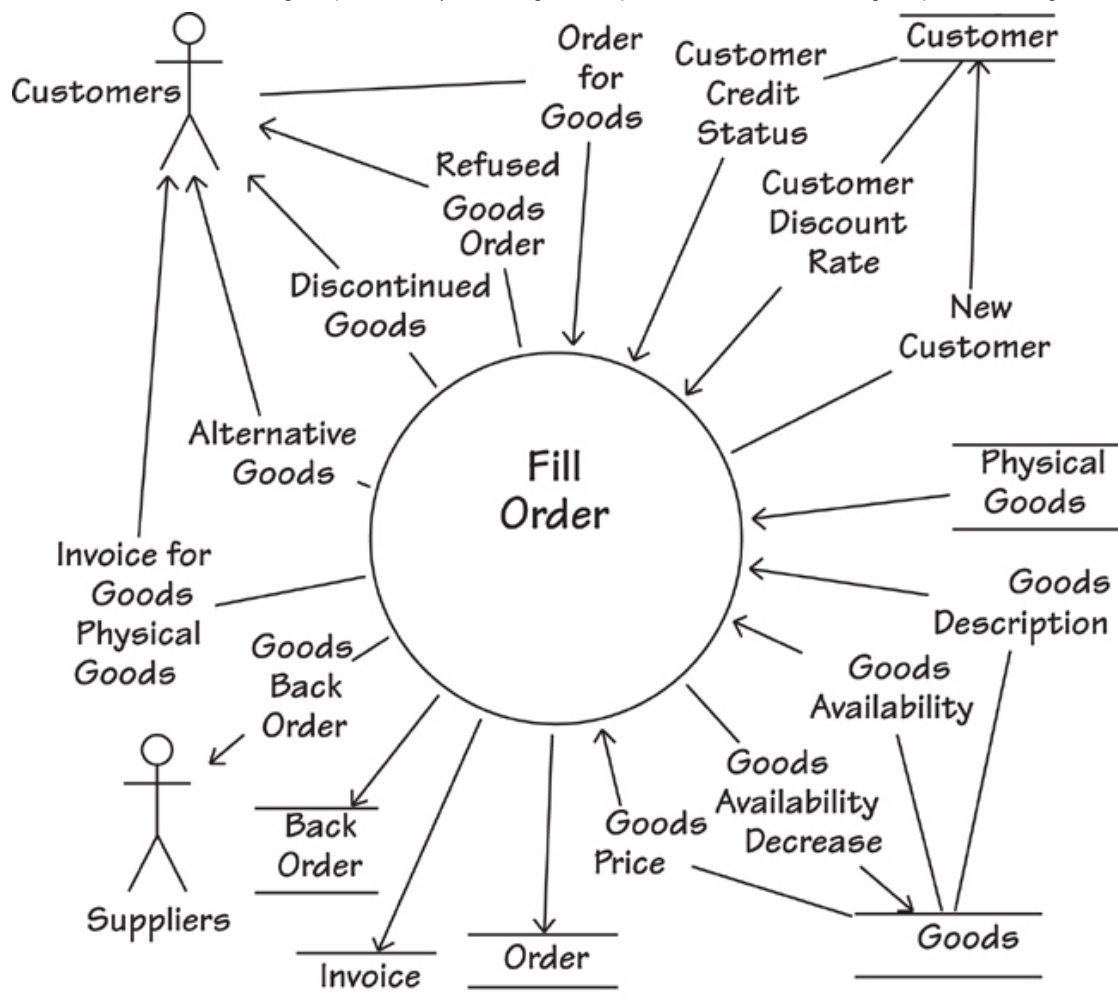 Customers
Order
for
Goods
Customer
Credit
Status
Customer
Refused
Goods
Order
Customer
Discount
Rate
Discontinued
Goods
New
Customer
Alternative
Goods
Fill
Order
Physical
Goods
Invoice for
Goods
Physical
Goods
Goods
Description
Goods
Back
Order
Goods
Availability
Suppliers
Back
Order
Goods
Price
Goods
Availability
Decrease
Invoice
Order
Goods